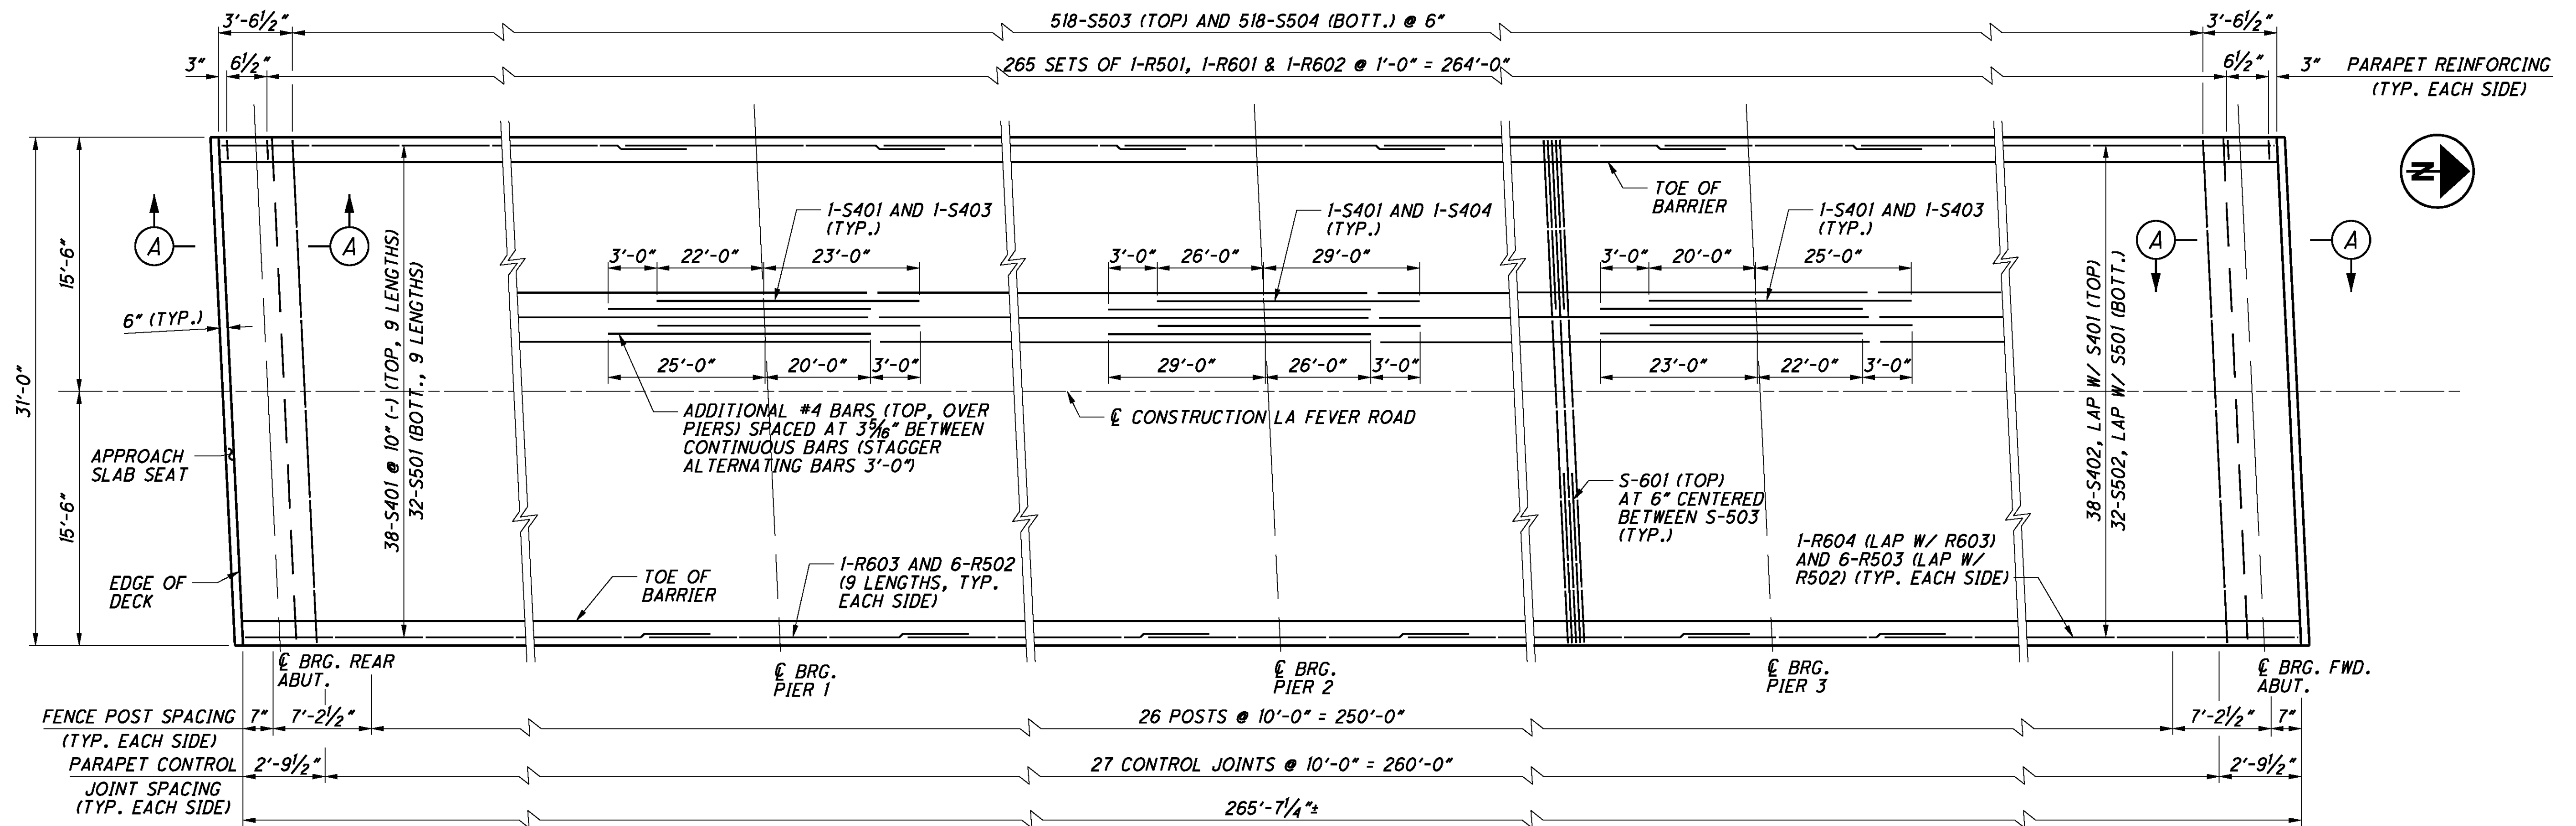 3'-6½"
518-S503 (TOP) AND 518-S504 (BOTT.) @ 6"
3'-6½"
3"
6½"
265 SETS OF 1-R501, 1-R601 & 1-R602 @ 1'-0" = 264'-0"
6½"
3"
PARAPET REINFORCING
(TYP. EACH SIDE)
31'-0"
15'-6"
15'-6"
A
A
A
A
N
TOE OF
BARRIER
1-S401 AND 1-S403
(TYP.)
1-S401 AND 1-S404
(TYP.)
1-S401 AND 1-S403
(TYP.)
3'-0"
22'-0"
23'-0"
3'-0"
26'-0"
29'-0"
3'-0"
20'-0"
25'-0"
6" (TYP.)
38-S401 @ 10" (-) (TOP, 9 LENGTHS)
32-S501 (BOTT., 9 LENGTHS)
38-S402, LAP W/ S401 (TOP)
32-S502, LAP W/ S501 (BOTT.)
25'-0"
20'-0"
3'-0"
29'-0"
26'-0"
3'-0"
23'-0"
22'-0"
3'-0"
ADDITIONAL #4 BARS (TOP, OVER
PIERS) SPACED AT 3 5/16" BETWEEN
CONTINUOUS BARS (STAGGER
ALTERNATING BARS 3'-0")
℄ CONSTRUCTION LA FEVER ROAD
APPROACH
SLAB SEAT
S-601 (TOP)
AT 6" CENTERED
BETWEEN S-503
(TYP.)
EDGE OF
DECK
TOE OF
BARRIER
1-R603 AND 6-R502
(9 LENGTHS, TYP.
EACH SIDE)
1-R604 (LAP W/ R603)
AND 6-R503 (LAP W/
R502) (TYP. EACH SIDE)
℄ BRG. REAR
ABUT.
℄ BRG.
PIER 1
℄ BRG.
PIER 2
℄ BRG.
PIER 3
℄ BRG. FWD.
ABUT.
FENCE POST SPACING
(TYP. EACH SIDE)
7"
7'-2½"
26 POSTS @ 10'-0" = 250'-0"
7'-2½"
7"
PARAPET CONTROL
JOINT SPACING
(TYP. EACH SIDE)
2'-9½"
27 CONTROL JOINTS @ 10'-0" = 260'-0"
2'-9½"
265'-7¼"±